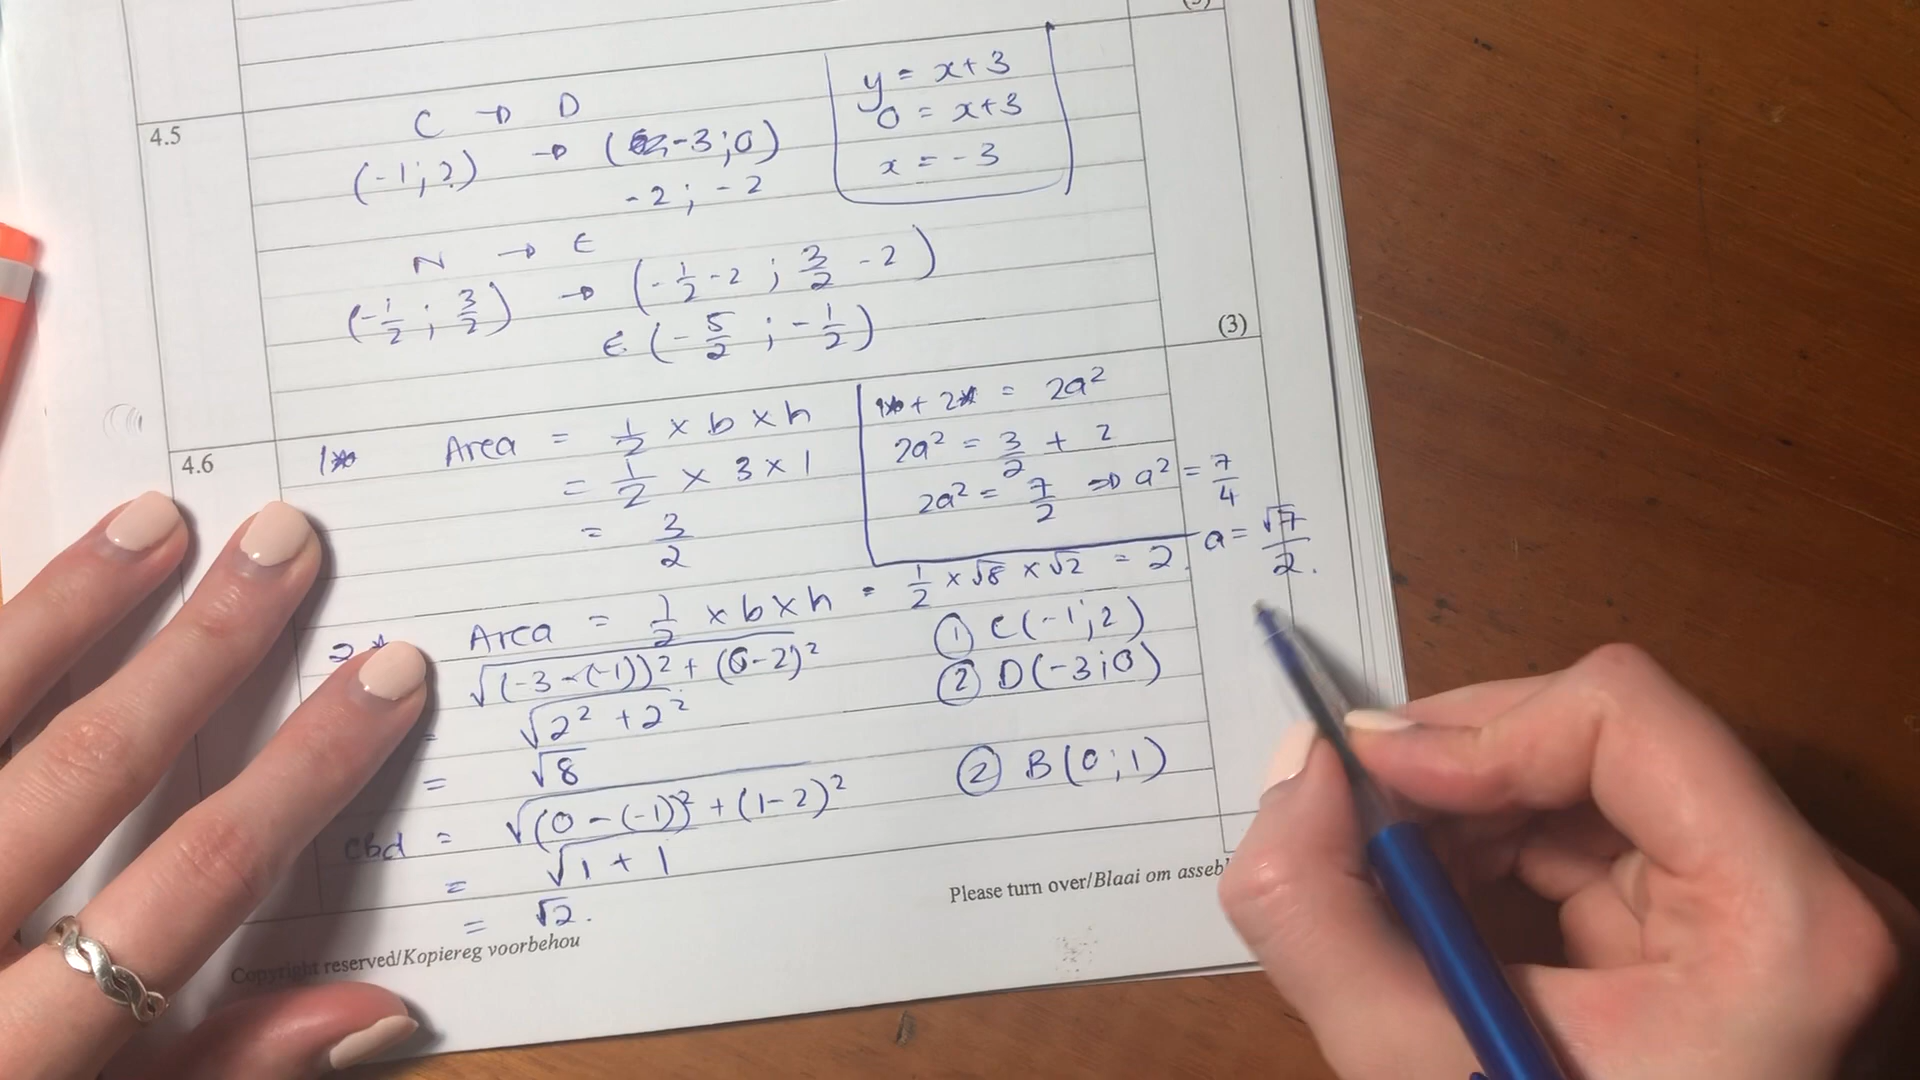 (3)
4.5
C → D
(-1;2) → (-3;0)
-2; -2
y = x+3
0 = x+3
x = -3
N → E
(-1/2 ; 3/2) → (-1/2 -2 ; 3/2 -2)
E (-5/2 ; -1/2)
(3)
4.6
1* Area = 1/2 × b × h
= 1/2 × 3 × 1
= 3/2
1* + 2* = 2a²
2a² = 3/2 + 2
2a² = 7/2 ⇒ a² = 7/4
a = √7/2.
2* Area = 1/2 × b × h = 1/2 × √8 × √2 = 2.
√(-3-(-1))² + (0-2)²
= √2² + 2²
= √8
① C(-1;2)
② D(-3;0)
CBd = √(0-(-1))² + (1-2)²
= √1 + 1
= √2.
② B(0;1)
Please turn over/Blaai om asseb
Copyright reserved/Kopiereg voorbehou